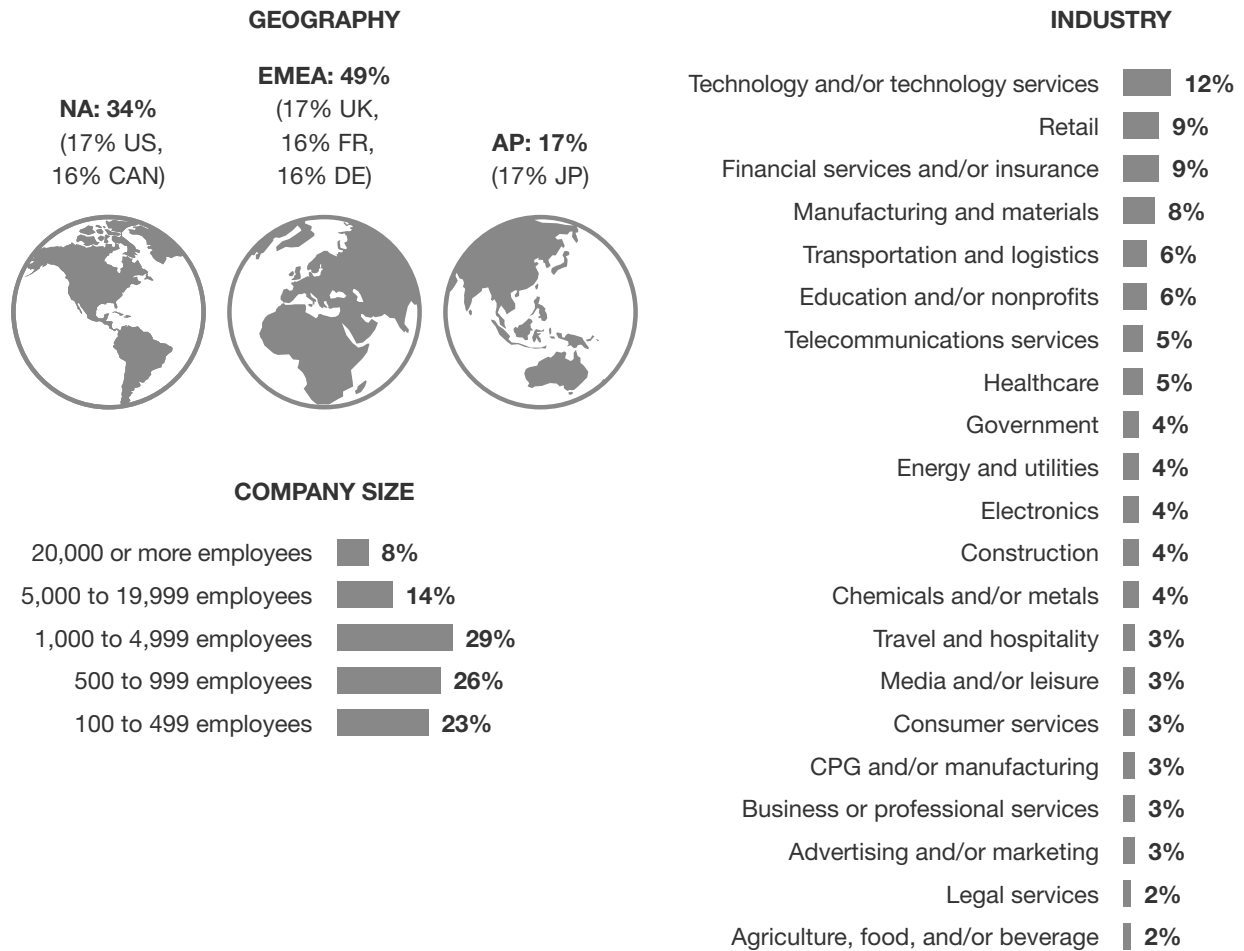 GEOGRAPHY
NA: 34%
(17% US,
16% CAN)
EMEA: 49%
(17% UK,
16% FR,
16% DE)
AP: 17%
(17% JP)
COMPANY SIZE
20,000 or more employees 8%
5,000 to 19,999 employees 14%
1,000 to 4,999 employees 29%
500 to 999 employees 26%
100 to 499 employees 23%
INDUSTRY
Technology and/or technology services 12%
Retail 9%
Financial services and/or insurance 9%
Manufacturing and materials 8%
Transportation and logistics 6%
Education and/or nonprofits 6%
Telecommunications services 5%
Healthcare 5%
Government 4%
Energy and utilities 4%
Electronics 4%
Construction 4%
Chemicals and/or metals 4%
Travel and hospitality 3%
Media and/or leisure 3%
Consumer services 3%
CPG and/or manufacturing 3%
Business or professional services 3%
Advertising and/or marketing 3%
Legal services 2%
Agriculture, food, and/or beverage 2%